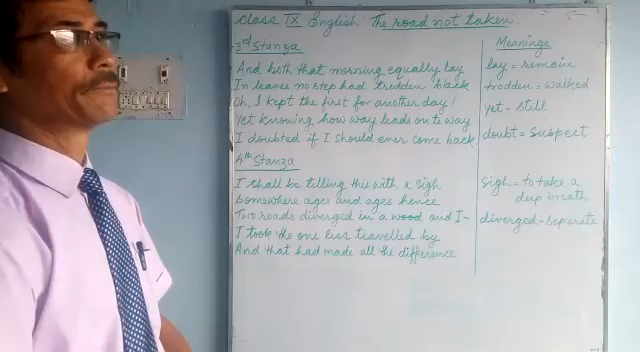 Class IX English The road not taken
3rd Stanza
And both that morning equally lay
In leaves no step had trodden black
Oh, I kept the first for another day!
Yet knowing how way leads on to way
I doubted if I should ever come back
4th Stanza
I shall be telling this with a sigh
Somewhere ages and ages hence
Two roads diverged in a wood and I-
I took the one less travelled by
And that had made all the difference
Meanings
lay = remain
trodden = walked
yet = still
doubt = suspect
sigh = to take a
deep breath
diverged = separate